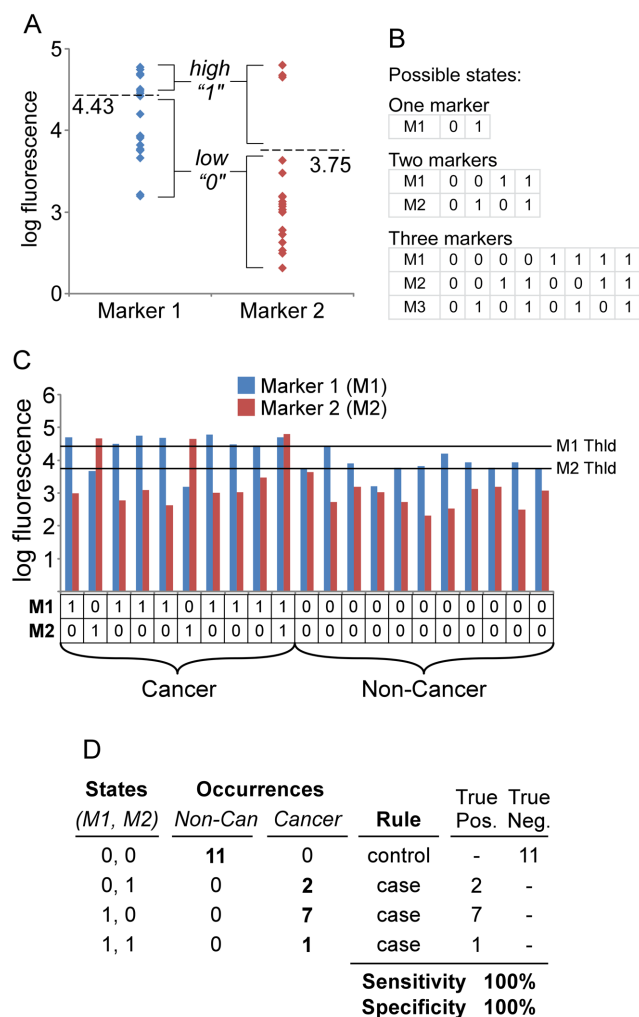 A
log fluorescence
5
4
3
0
4.43
high
"1"
low
"0"
3.75
Marker 1
Marker 2
B
Possible states:
One marker
M1 0 1
Two markers
M1 0 0 1 1
M2 0 1 0 1
Three markers
M1 0 0 0 0 1 1 1 1
M2 0 0 1 1 0 0 1 1
M3 0 1 0 1 0 1 0 1
C
Marker 1 (M1)
Marker 2 (M2)
log fluorescence
6
5
4
3
2
1
M1 Thld
M2 Thld
M1 1 0 1 1 1 0 1 1 1 1 0 0 0 0 0 0 0 0 0 0 0
M2 0 1 0 0 0 1 0 0 0 1 0 0 0 0 0 0 0 0 0 0 0
Cancer
Non-Cancer
D
States Occurrences True True
(M1, M2) Non-Can Cancer Rule Pos. Neg.
0, 0 11 0 control - 11
0, 1 0 2 case 2 -
1, 0 0 7 case 7 -
1, 1 0 1 case 1 -
Sensitivity 100%
Specificity 100%